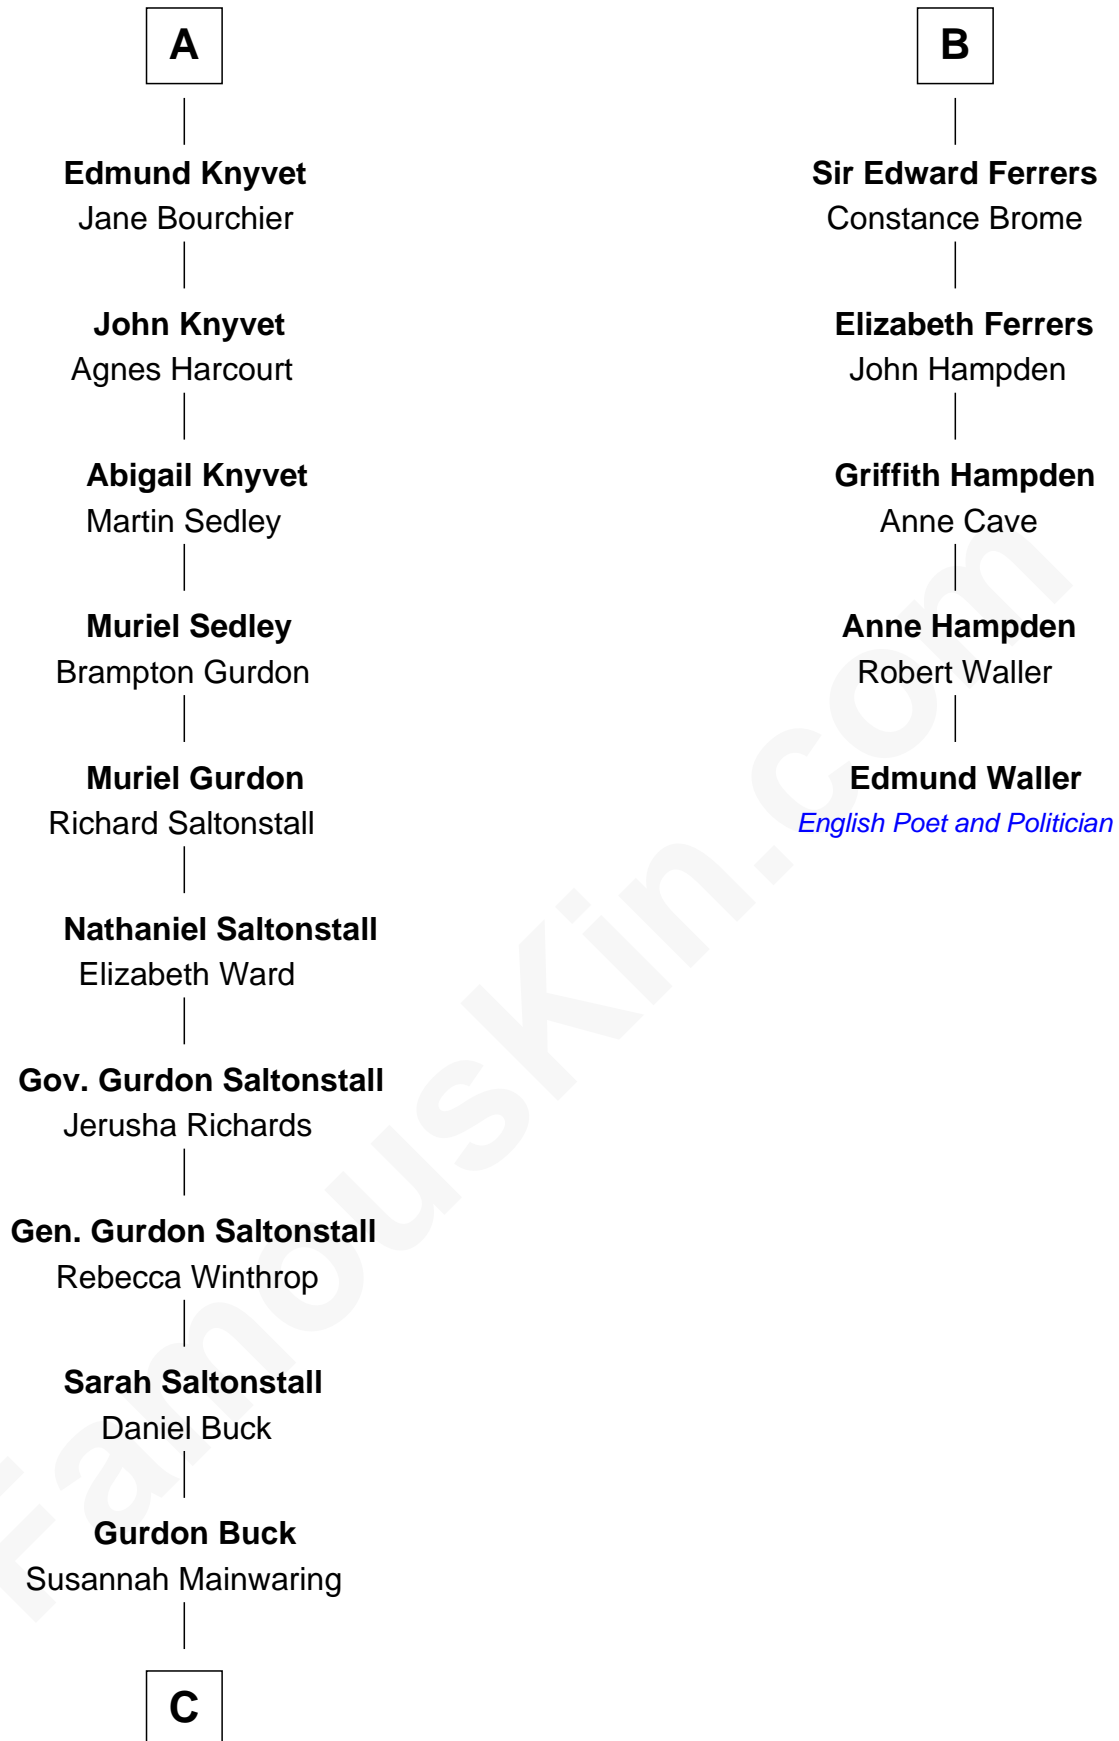 A
Edmund Knyvet
Jane Bourchier
John Knyvet
Agnes Harcourt
Abigail Knyvet
Martin Sedley
Muriel Sedley
Brampton Gurdon
Muriel Gurdon
Richard Saltonstall
Nathaniel Saltonstall
Elizabeth Ward
Gov. Gurdon Saltonstall
Jerusha Richards
Gen. Gurdon Saltonstall
Rebecca Winthrop
Sarah Saltonstall
Daniel Buck
Gurdon Buck
Susannah Mainwaring
C
B
Sir Edward Ferrers
Constance Brome
Elizabeth Ferrers
John Hampden
Griffith Hampden
Anne Cave
Anne Hampden
Robert Waller
Edmund Waller
English Poet and Politician
FamousKin.com